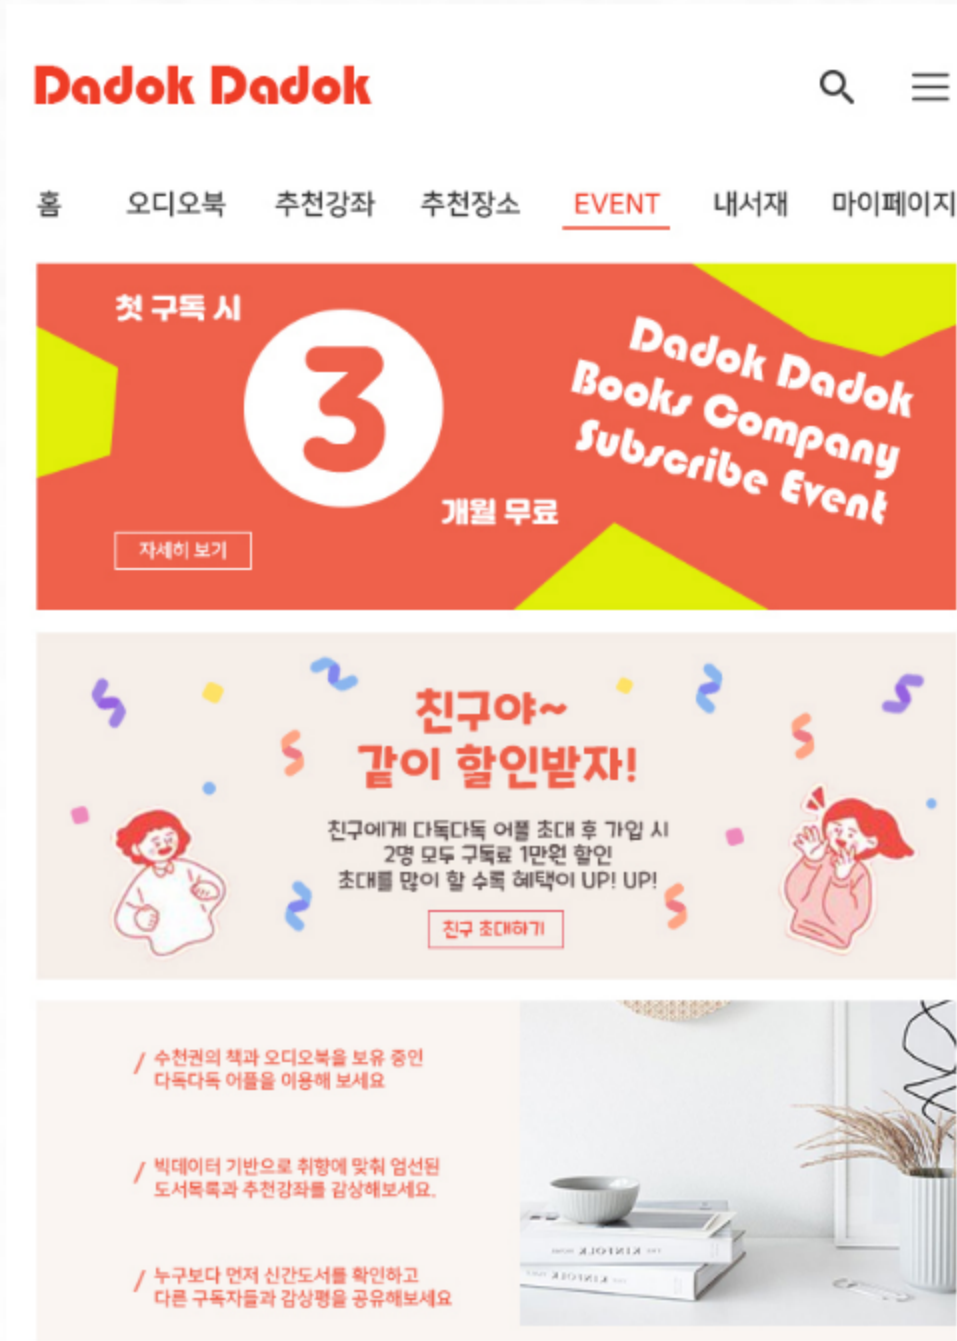 Dadok Dadok
홈 오디오북 추천강좌 추천장소 EVENT 내서재 마이페이지
첫 구독 시
3
개월 무료
자세히 보기
Dadok Dadok
Books Company
Subscribe Event
친구야~
같이 할인받자!
친구에게 다독다독 어플 초대 후 가입 시
2명 모두 구독료 1만원 할인
초대를 많이 할 수록 혜택이 UP! UP!
친구 초대하기
/ 수천권의 책과 오디오북을 보유 중인
다독다독 어플을 이용해 보세요
/ 빅데이터 기반으로 취향에 맞춰 엄선된
도서목록과 추천강좌를 감상해보세요.
/ 누구보다 먼저 신간도서를 확인하고
다른 구독자들과 감상평을 공유해보세요
THE KINFOLK
THE KINFOLK